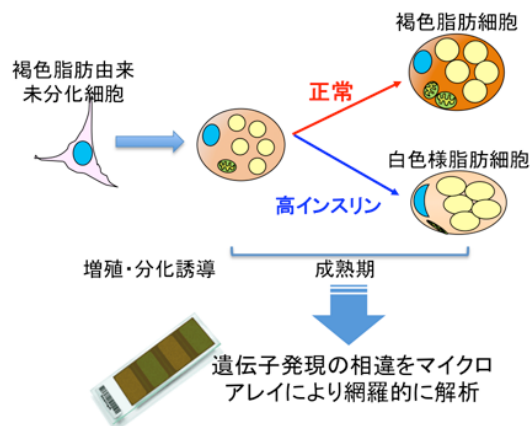 褐色脂肪細胞
褐色脂肪由来
未分化細胞
正常
白色様脂肪細胞
高インスリン
増殖・分化誘導
成熟期
遺伝子発現の相違をマイクロ
アレイにより網羅的に解析